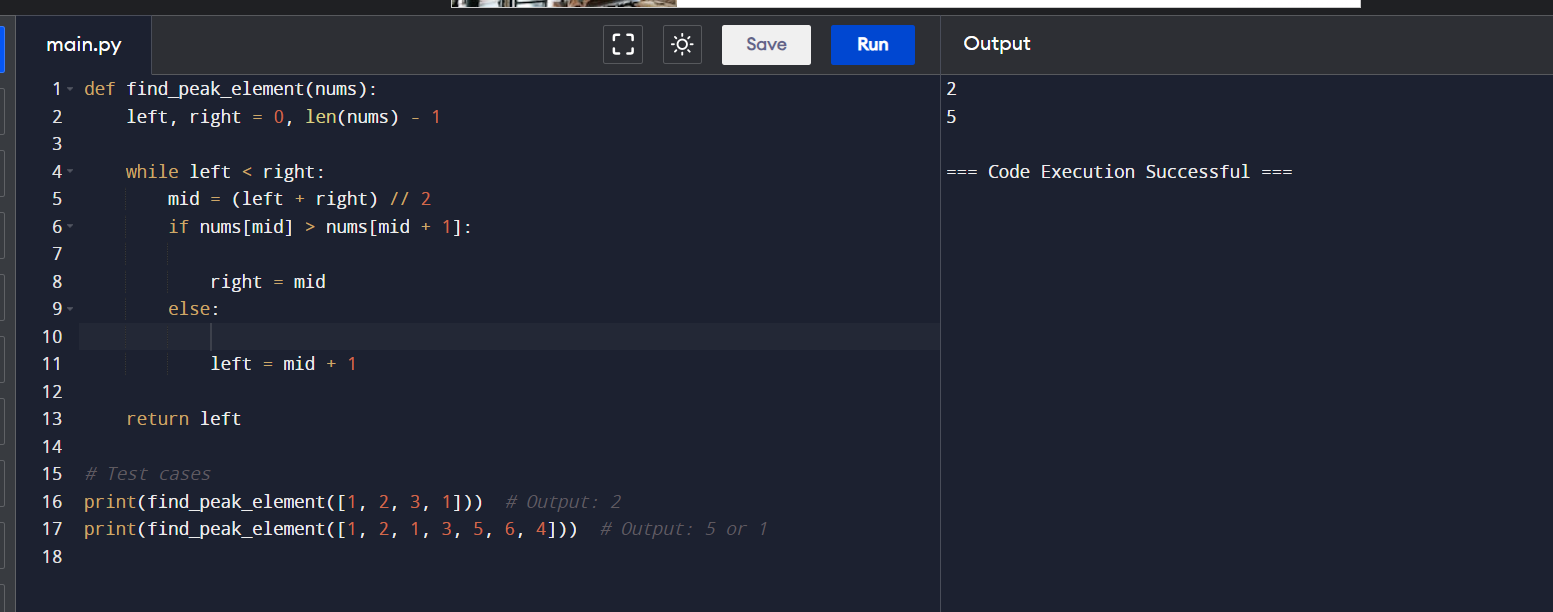 main.py
Save
Run
Output
1 def find_peak_element(nums):
2     left, right = 0, len(nums) - 1
3
4     while left < right:
5         mid = (left + right) // 2
6         if nums[mid] > nums[mid + 1]:
7
8             right = mid
9         else:
10
11             left = mid + 1
12
13     return left
14
15 # Test cases
16 print(find_peak_element([1, 2, 3, 1]))  # Output: 2
17 print(find_peak_element([1, 2, 1, 3, 5, 6, 4]))  # Output: 5 or 1
18
2
5
=== Code Execution Successful ===